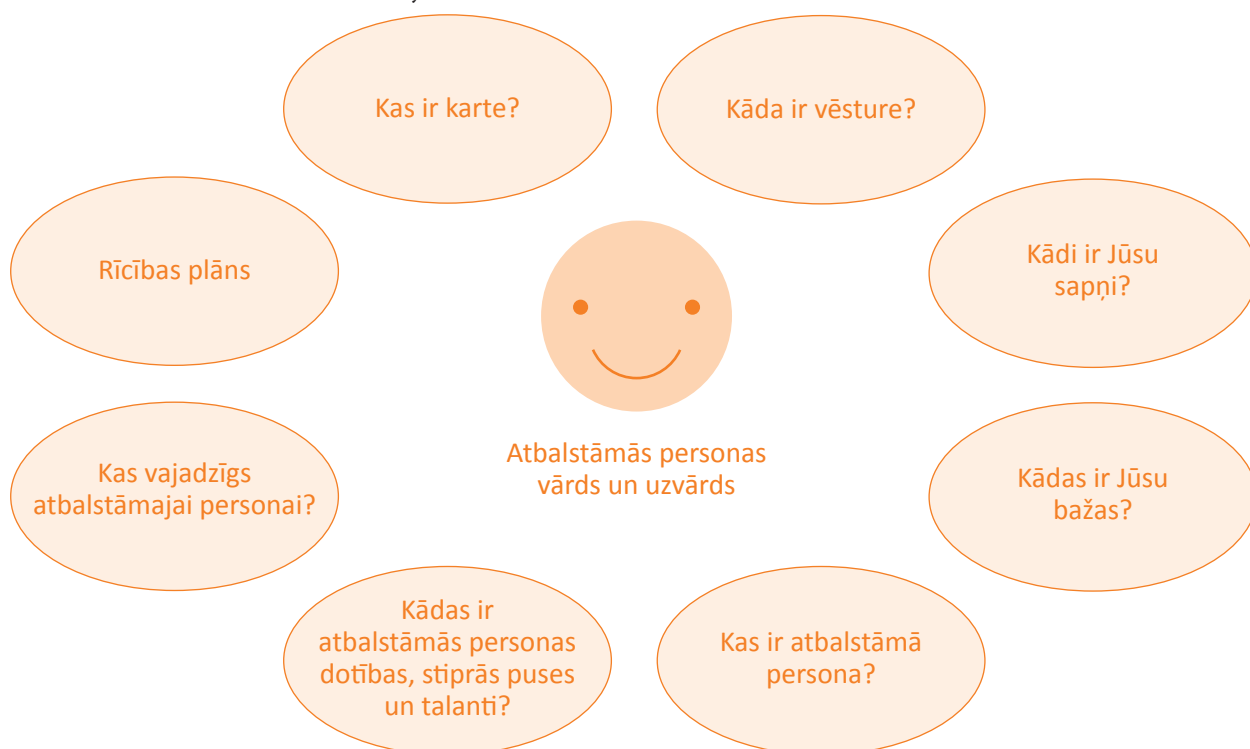 Kas ir karte?
Kāda ir vēsture?
Rīcības plāns
Kādi ir Jūsu
sapņi?
Kas vajadzīgs
atbalstāmajai personai?
Atbalstāmās personas
vārds un uzvārds
Kādas ir Jūsu
bažas?
Kādas ir
atbalstāmās personas
dotības, stiprās puses
un talanti?
Kas ir atbalstāmā
persona?